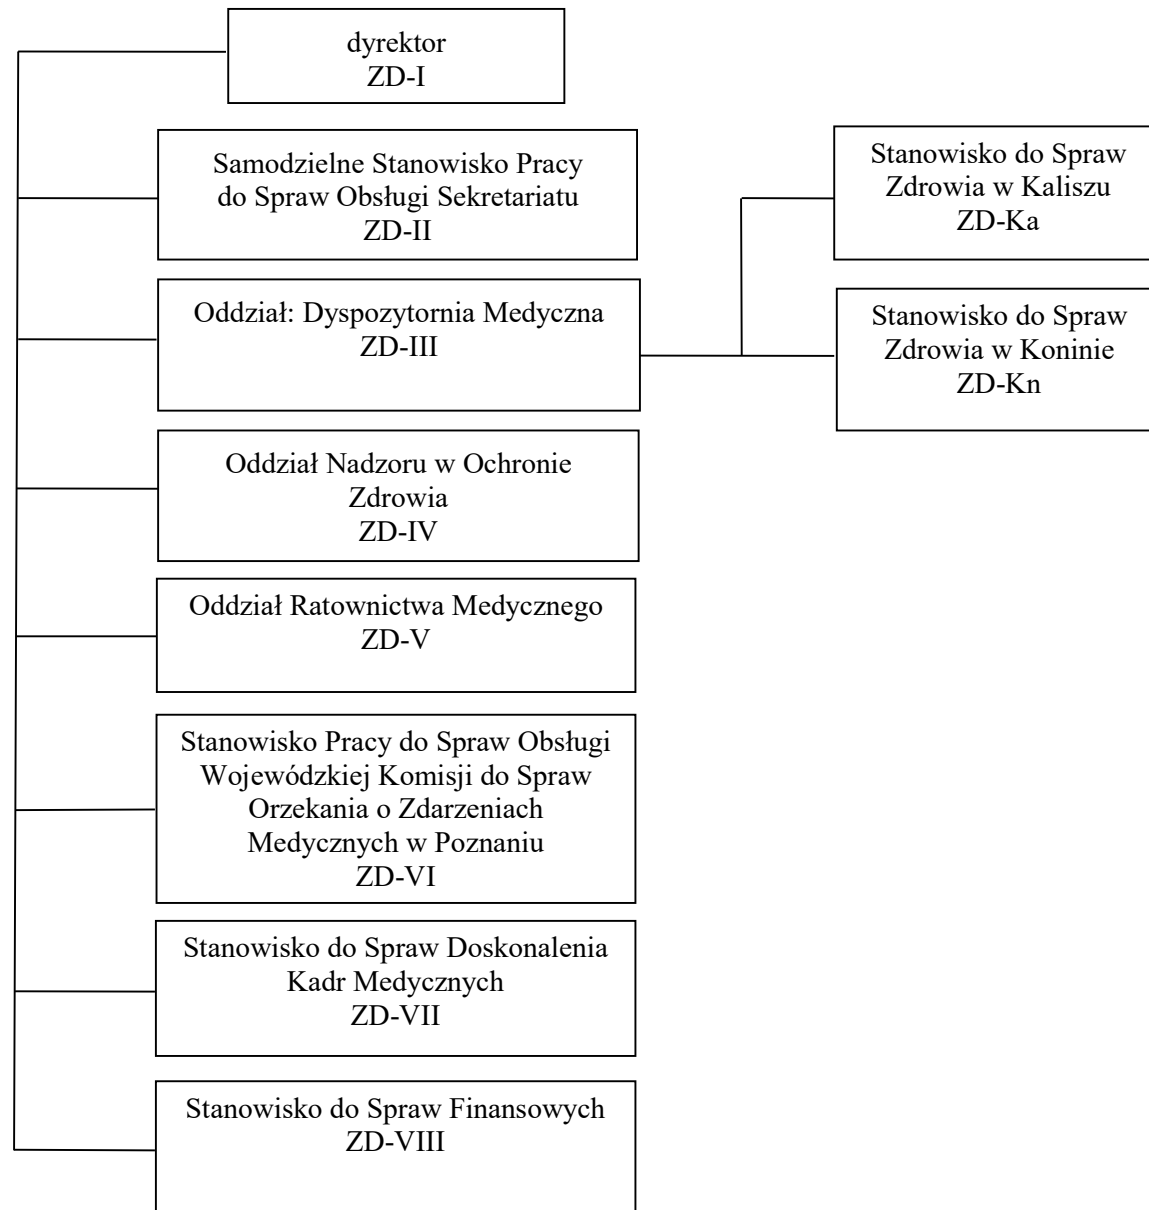 dyrektor
ZD-I
Samodzielne Stanowisko Pracy
do Spraw Obsługi Sekretariatu
ZD-II
Stanowisko do Spraw
Zdrowia w Kaliszu
ZD-Ka
Oddział: Dyspozytornia Medyczna
ZD-III
Stanowisko do Spraw
Zdrowia w Koninie
ZD-Kn
Oddział Nadzoru w Ochronie
Zdrowia
ZD-IV
Oddział Ratownictwa Medycznego
ZD-V
Stanowisko Pracy do Spraw Obsługi
Wojewódzkiej Komisji do Spraw
Orzekania o Zdarzeniach
Medycznych w Poznaniu
ZD-VI
Stanowisko do Spraw Doskonalenia
Kadr Medycznych
ZD-VII
Stanowisko do Spraw Finansowych
ZD-VIII